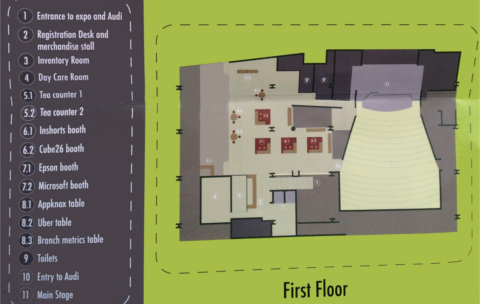 1 Entrance to expo and Audi
2 Registration Desk and
merchandise stall
3 Inventory Room
4 Day Care Room
5.1 Tea counter 1
5.2 Tea counter 2
6.1 Inshorts booth
6.2 Cube26 booth
7.1 Epson booth
7.2 Microsoft booth
8.1 Appknax table
8.2 Uber table
8.3 Branch metrics table
9 Toilets
10 Entry to Audi
11 Main Stage
First Floor